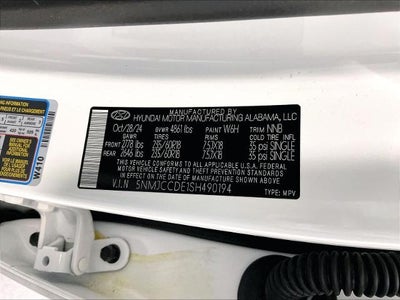 MANUFACTURED BY
HYUNDAI MOTOR MANUFACTURING ALABAMA, LLC
Oct/28/24 GVWR 4861 lbs PAINT W6H TRIM NNB
GAWR TIRES RIMS COLD TIRE INFL
FRONT 2778 lbs 235/60R18 7.5JX18 35 psi SINGLE
REAR 2646 lbs 235/60R18 7.5JX18 35 psi SINGLE
THIS VEHICLE CONFORMS TO ALL APPLICABLE
U.S. FEDERAL MOTOR VEHICLE SAFETY, BUMPER AND THEFT
PREVENTION STANDARDS IN EFFECT ON THE DATE OF
MANUFACTURE SHOWN ABOVE.
V.I.N 5NMJCCDE1SH490194
TYPE: MPV
W410